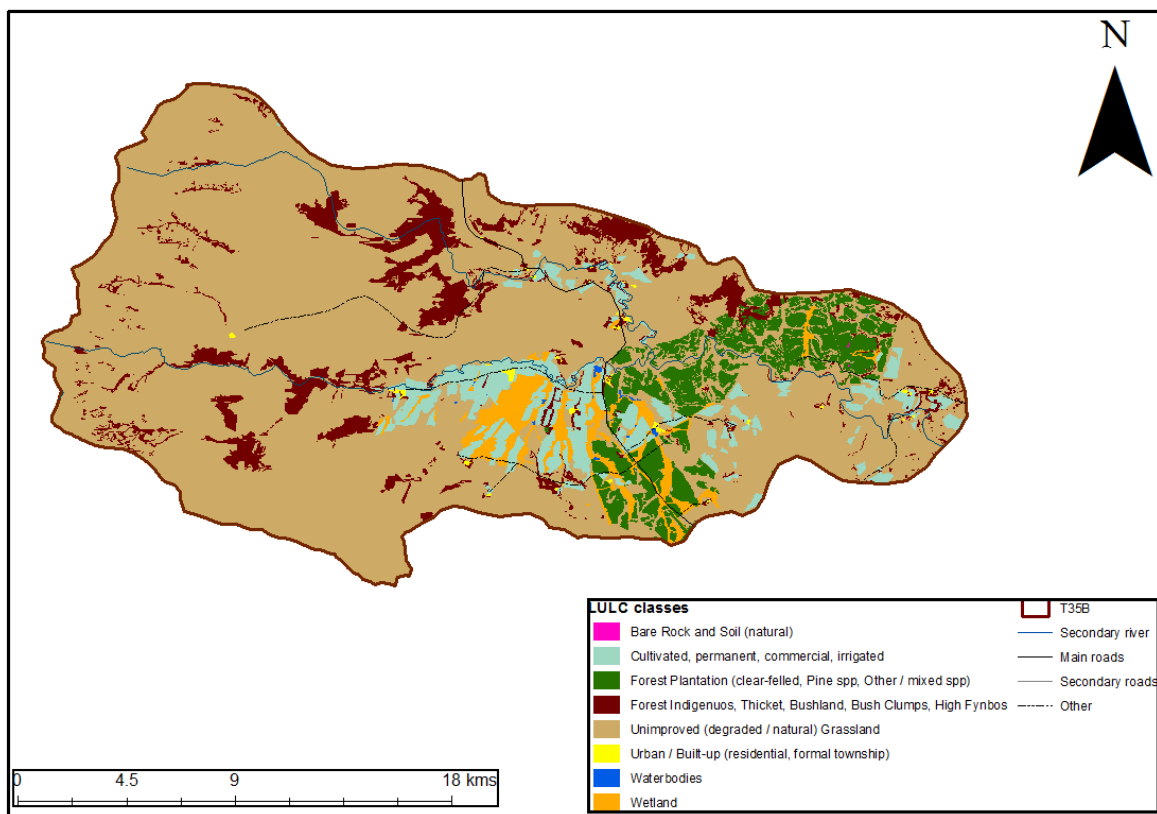 N
LULC classes
Bare Rock and Soil (natural)
Cultivated, permanent, commercial, irrigated
Forest Plantation (clear-felled, Pine spp, Other / mixed spp)
Forest Indigenuos, Thicket, Bushland, Bush Clumps, High Fynbos
Unimproved (degraded / natural) Grassland
Urban / Built-up (residential, formal township)
Waterbodies
Wetland
T35B
Secondary river
Main roads
Secondary roads
Other
0 4.5 9 18 kms